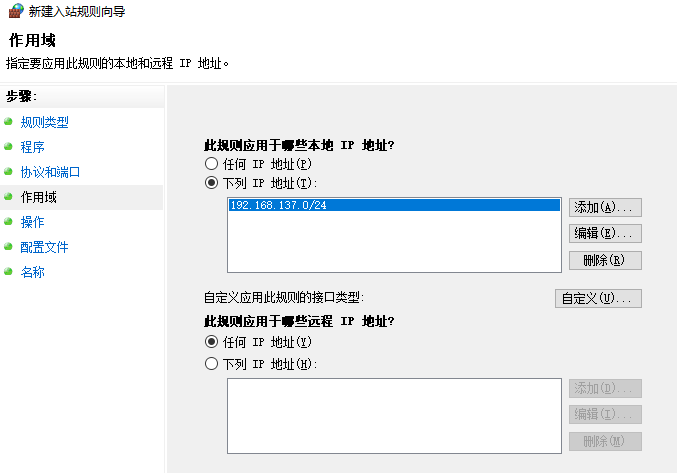 新建入站规则向导
作用域
指定要应用此规则的本地和远程 IP 地址。
步骤:
规则类型
程序
协议和端口
作用域
操作
配置文件
名称
此规则应用于哪些本地 IP 地址?
任何 IP 地址(P)
下列 IP 地址(T):
192.168.137.0/24
添加(A)...
编辑(E)...
删除(R)
自定义应用此规则的接口类型:
自定义(U)...
此规则应用于哪些远程 IP 地址?
任何 IP 地址(Y)
下列 IP 地址(H):
添加(D)...
编辑(I)...
删除(M)